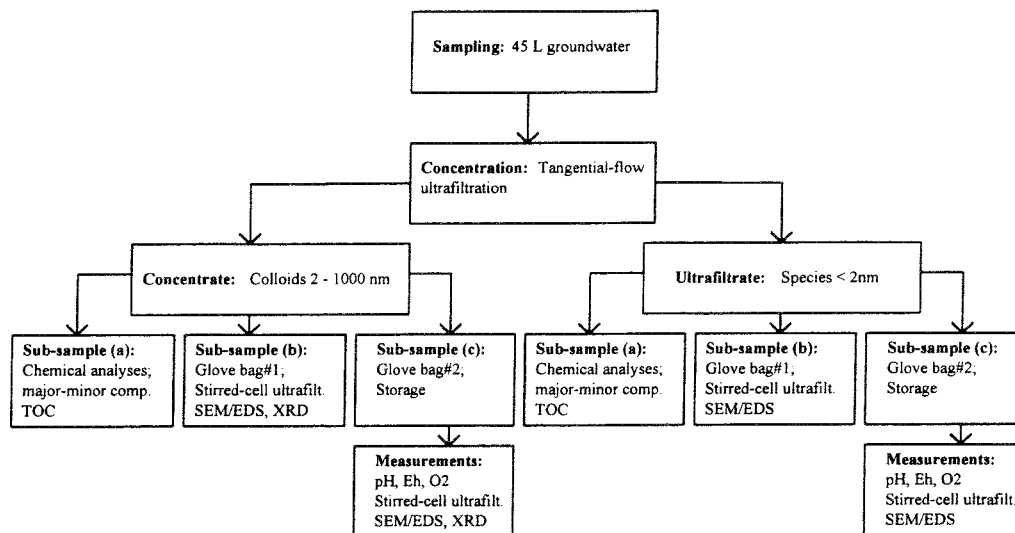 Sampling: 45 L groundwater
Concentration: Tangential-flow
ultrafiltration
Concentrate: Colloids 2 - 1000 nm
Ultrafiltrate: Species < 2nm
Sub-sample (a):
Chemical analyses;
major-minor comp.
TOC
Sub-sample (b):
Glove bag#1;
Stirred-cell ultrafilt.
SEM/EDS, XRD
Sub-sample (c):
Glove bag#2;
Storage
Sub-sample (a):
Chemical analyses;
major-minor comp.
TOC
Sub-sample (b):
Glove bag#1;
Stirred-cell ultrafilt.
SEM/EDS
Sub-sample (c):
Glove bag#2;
Storage
Measurements:
pH, Eh, O2
Stirred-cell ultrafilt.
SEM/EDS, XRD
Measurements:
pH, Eh, O2
Stirred-cell ultrafilt.
SEM/EDS